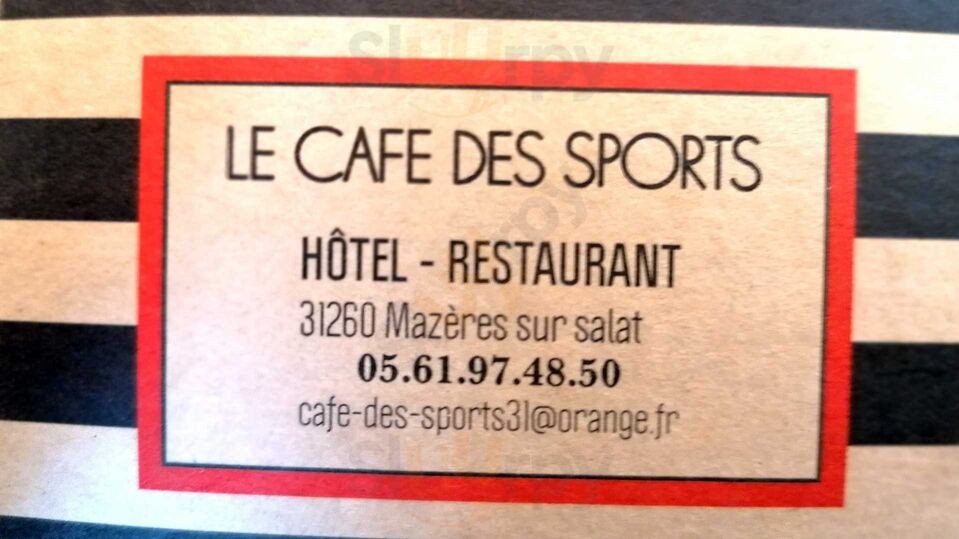 LE CAFE DES SPORTS
HÔTEL - RESTAURANT
31260 Mazères sur salat
05.61.97.48.50
cafe-des-sports31@orange.fr